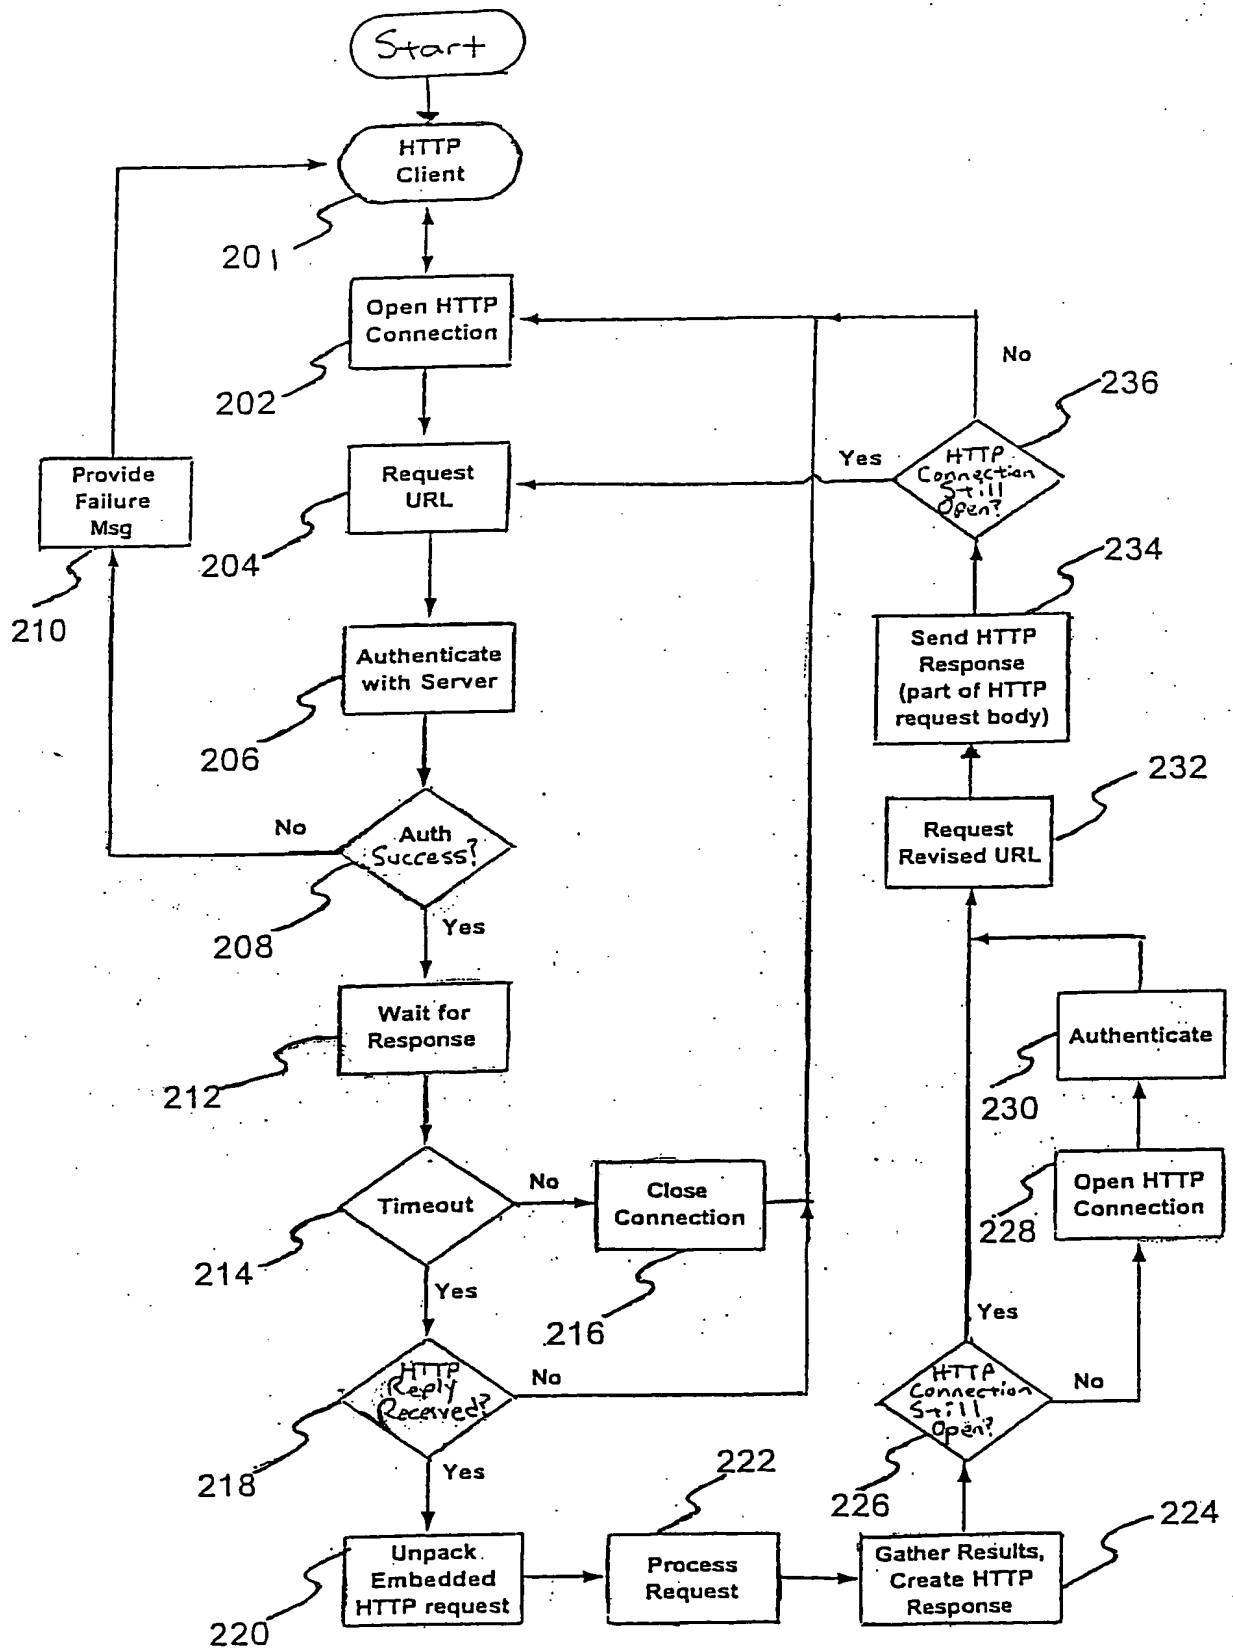 Start
HTTP
Client
201
Open HTTP
Connection
202
No
236
Provide
Failure
Msg
210
Request
URL
204
Yes
HTTP
Connection
Still
Open?
234
Authenticate
with Server
206
Send HTTP
Response
(part of HTTP
request body)
232
No
Auth
Success?
208
Yes
Request
Revised URL
Wait for
Response
212
Authenticate
230
Timeout
214
No
Close
Connection
216
Open HTTP
Connection
228
Yes
Yes
HTTP
Reply
Received?
218
No
HTTP
Connection
Still
Open?
226
No
Yes
222
224
Unpack
Embedded
HTTP request
220
Process
Request
Gather Results,
Create HTTP
Response